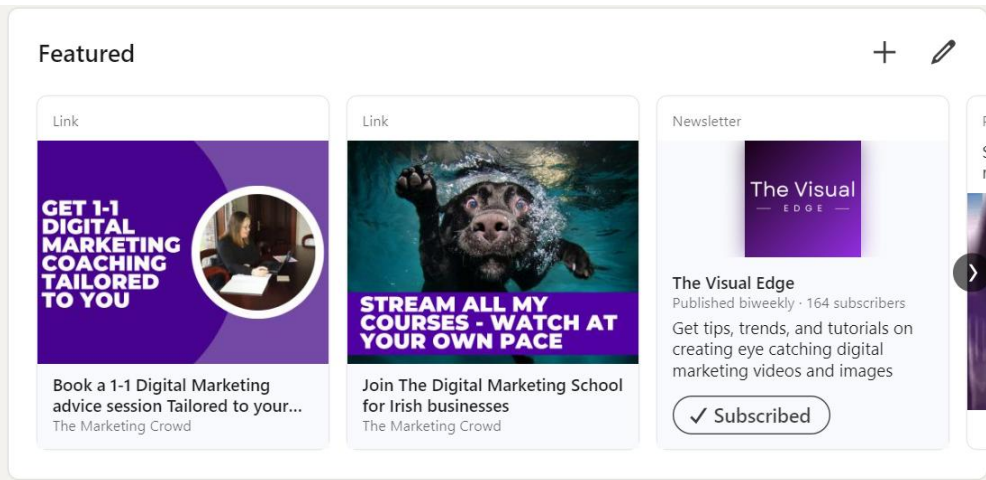 Featured
Link
GET 1-1
DIGITAL
MARKETING
COACHING
TAILORED
TO YOU
Book a 1-1 Digital Marketing
advice session Tailored to your...
The Marketing Crowd
Link
STREAM ALL MY
COURSES - WATCH AT
YOUR OWN PACE
Join The Digital Marketing School
for Irish businesses
The Marketing Crowd
Newsletter
The Visual
EDGE
The Visual Edge
Published biweekly · 164 subscribers
Get tips, trends, and tutorials on
creating eye catching digital
marketing videos and images
Subscribed